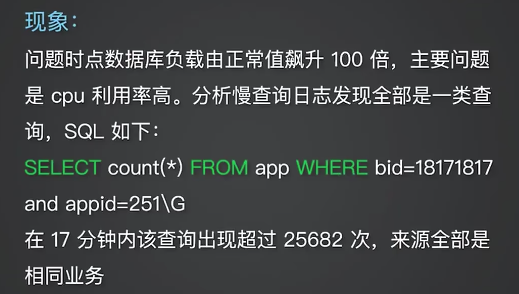 现象：
问题时点数据库负载由正常值飙升 100 倍，主要问题
是 cpu 利用率高。分析慢查询日志发现全部是一类查
询，SQL 如下：
SELECT count(*) FROM app WHERE bid=18171817
and appid=251\G
在 17 分钟内该查询出现超过 25682 次，来源全部是
相同业务